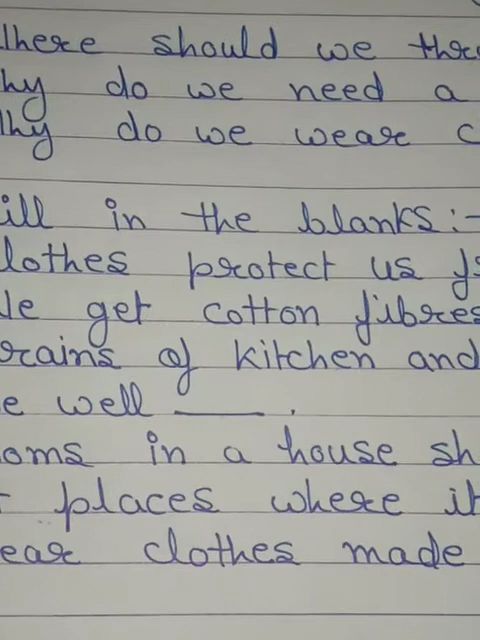 here should we thr
hy do we need a
hy do we wear c
ill in the blanks:-
lothes protect us f
le get cotton fibres
rains of kitchen and
e well ___ .
oms in a house sh
places where it
ear clothes made